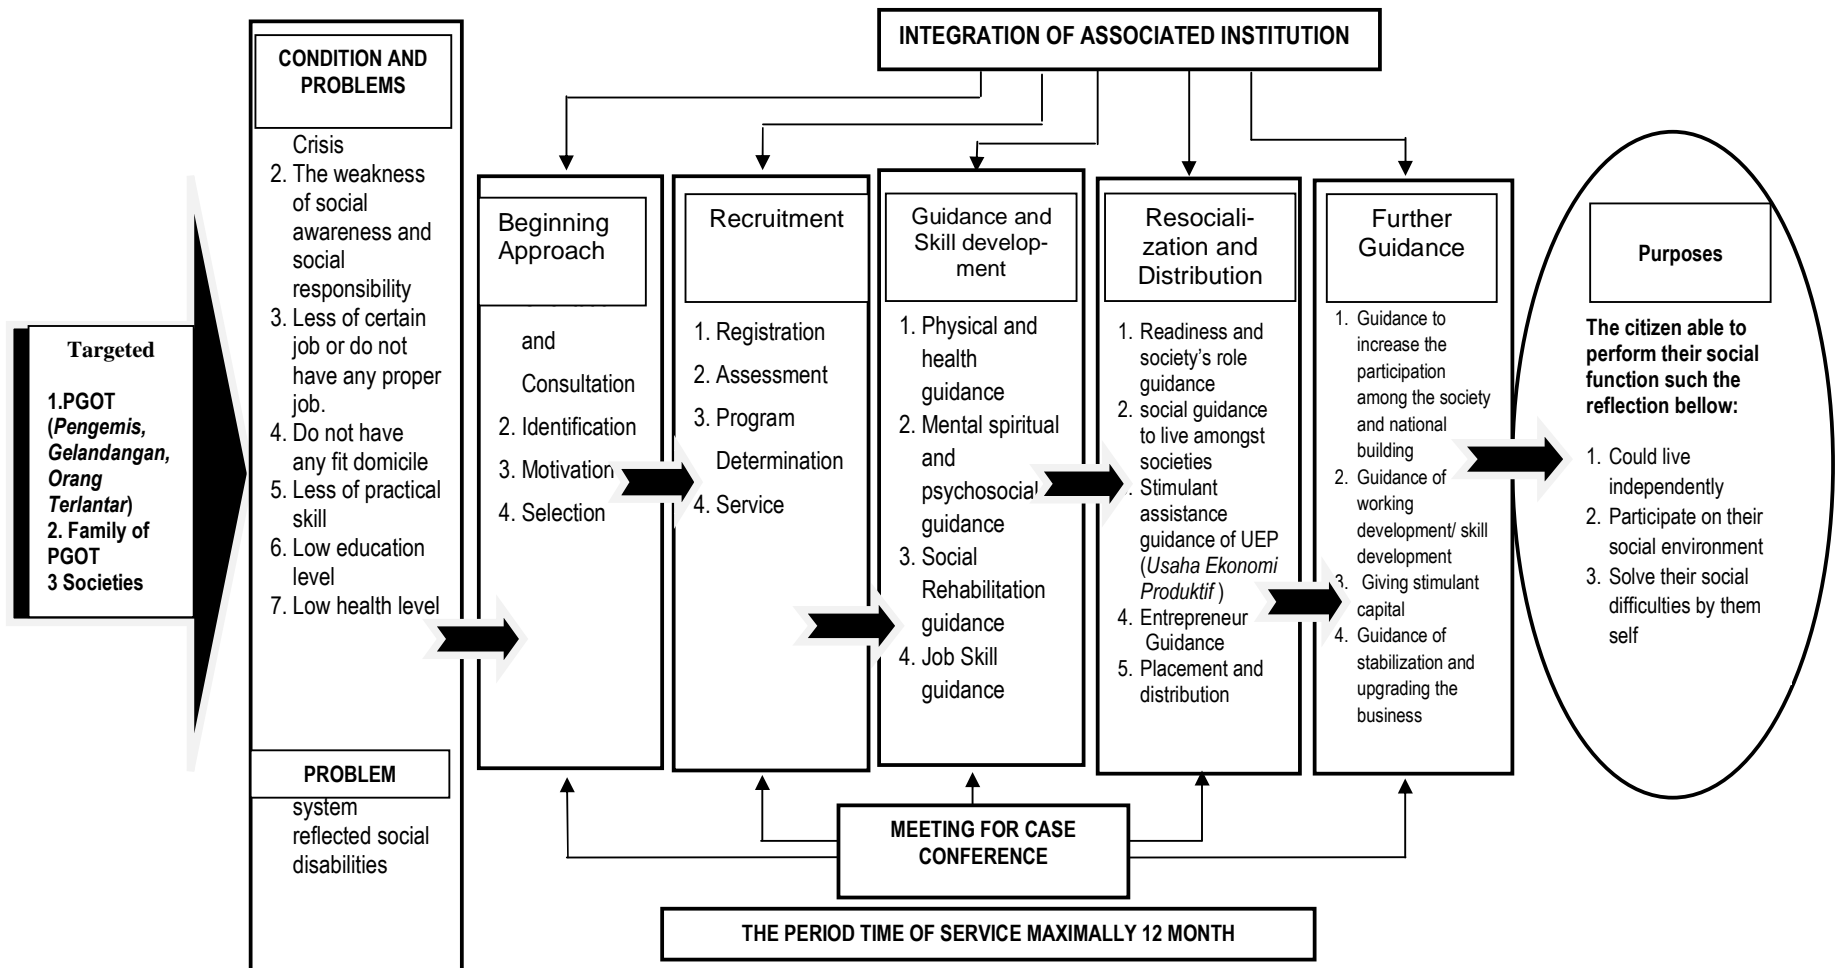 INTEGRATION OF ASSOCIATED INSTITUTION
Targeted
1.PGOT
(Pengemis,
Gelandangan,
Orang
Terlantar)
2. Family of
PGOT
3 Societies
CONDITION AND
PROBLEMS
Crisis
2. The weakness
of social
awareness and
social
responsibility
3. Less of certain
job or do not
have any proper
job.
4. Do not have
any fit domicile
5. Less of practical
skill
6. Low education
level
7. Low health level
PROBLEM
system
reflected social
disabilities
Beginning
Approach
and
Consultation
2. Identification
3. Motivation
4. Selection
Recruitment
1. Registration
2. Assessment
3. Program
Determination
4. Service
Guidance and
Skill develop-
ment
1. Physical and
health
guidance
2. Mental spiritual
and
psychosocial
guidance
3. Social
Rehabilitation
guidance
4. Job Skill
guidance
Resociali-
zation and
Distribution
1. Readiness and
society's role
guidance
2. social guidance
to live amongst
societies
Stimulant
assistance
guidance of UEP
(Usaha Ekonomi
Produktif )
4. Entrepreneur
Guidance
5. Placement and
distribution
Further
Guidance
1. Guidance to
increase the
participation
among the society
and national
building
2. Guidance of
working
development/ skill
development
3. Giving stimulant
capital
4. Guidance of
stabilization and
upgrading the
business
Purposes
The citizen able to
perform their social
function such the
reflection bellow:
1. Could live
independently
2. Participate on their
social environment
3. Solve their social
difficulties by them
self
MEETING FOR CASE
CONFERENCE
THE PERIOD TIME OF SERVICE MAXIMALLY 12 MONTH